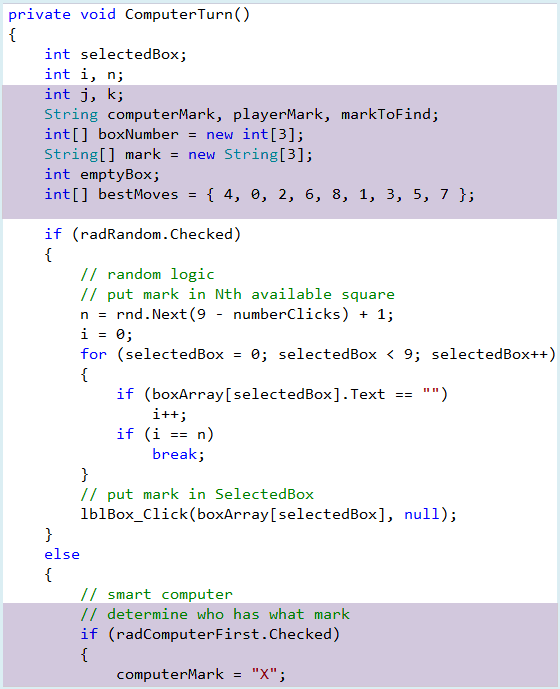 private void ComputerTurn()
{
    int selectedBox;
    int i, n;
    int j, k;
    String computerMark, playerMark, markToFind;
    int[] boxNumber = new int[3];
    String[] mark = new String[3];
    int emptyBox;
    int[] bestMoves = { 4, 0, 2, 6, 8, 1, 3, 5, 7 };

    if (radRandom.Checked)
    {
        // random logic
        // put mark in Nth available square
        n = rnd.Next(9 - numberClicks) + 1;
        i = 0;
        for (selectedBox = 0; selectedBox < 9; selectedBox++)
        {
            if (boxArray[selectedBox].Text == "")
                i++;
            if (i == n)
                break;
        }
        // put mark in SelectedBox
        lblBox_Click(boxArray[selectedBox], null);
    }
    else
    {
        // smart computer
        // determine who has what mark
        if (radComputerFirst.Checked)
        {
            computerMark = "X";